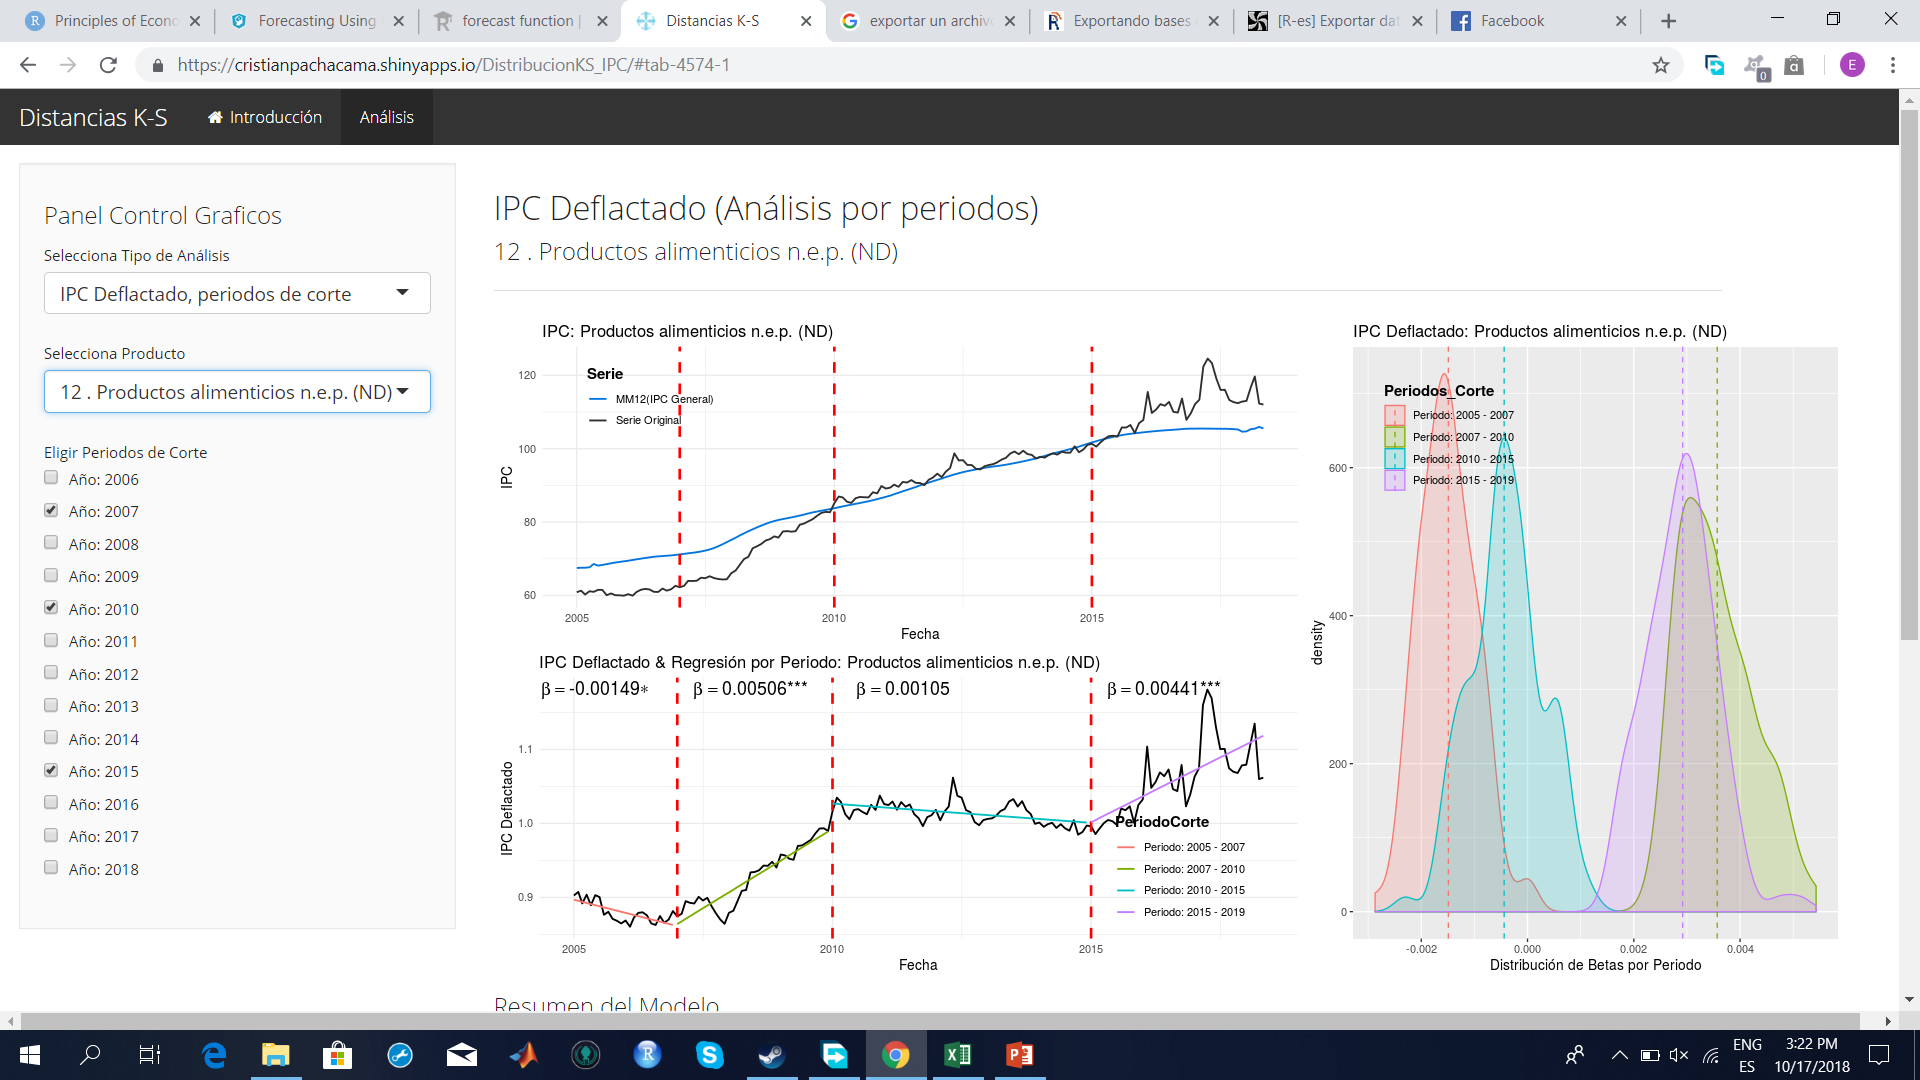 Principles of Econo
Forecasting Using
forecast function |
Distancias K-S
exportar un archiv
Exportando bases
[R-es] Exportar dat
Facebook
https://cristianpachacama.shinyapps.io/DistribucionKS_IPC/#tab-4574-1
0
a
E
Distancias K-S
Introducción
Análisis
Panel Control Graficos
Selecciona Tipo de Análisis
IPC Deflactado, periodos de corte
Selecciona Producto
12 . Productos alimenticios n.e.p. (ND)
Eligir Periodos de Corte
Año: 2006
Año: 2007
Año: 2008
Año: 2009
Año: 2010
Año: 2011
Año: 2012
Año: 2013
Año: 2014
Año: 2015
Año: 2016
Año: 2017
Año: 2018
IPC Deflactado (Análisis por periodos)
12 . Productos alimenticios n.e.p. (ND)
IPC: Productos alimenticios n.e.p. (ND)
Serie
MM12(IPC General)
Serie Original
120
100
80
60
IPC
2005
2010
2015
Fecha
IPC Deflactado & Regresión por Periodo: Productos alimenticios n.e.p. (ND)
β = -0.00149*
β = 0.00506***
β = 0.00105
β = 0.00441***
1.1
1.0
0.9
IPC Deflactado
PeriodoCorte
Periodo: 2005 - 2007
Periodo: 2007 - 2010
Periodo: 2010 - 2015
Periodo: 2015 - 2019
2005
2010
2015
Fecha
IPC Deflactado: Productos alimenticios n.e.p. (ND)
Periodos_Corte
Periodo: 2005 - 2007
Periodo: 2007 - 2010
Periodo: 2010 - 2015
Periodo: 2015 - 2019
600
400
200
0
density
-0.002
0.000
0.002
0.004
Distribución de Betas por Periodo
Resumen del Modelo
ENG
ES
3:22 PM
10/17/2018